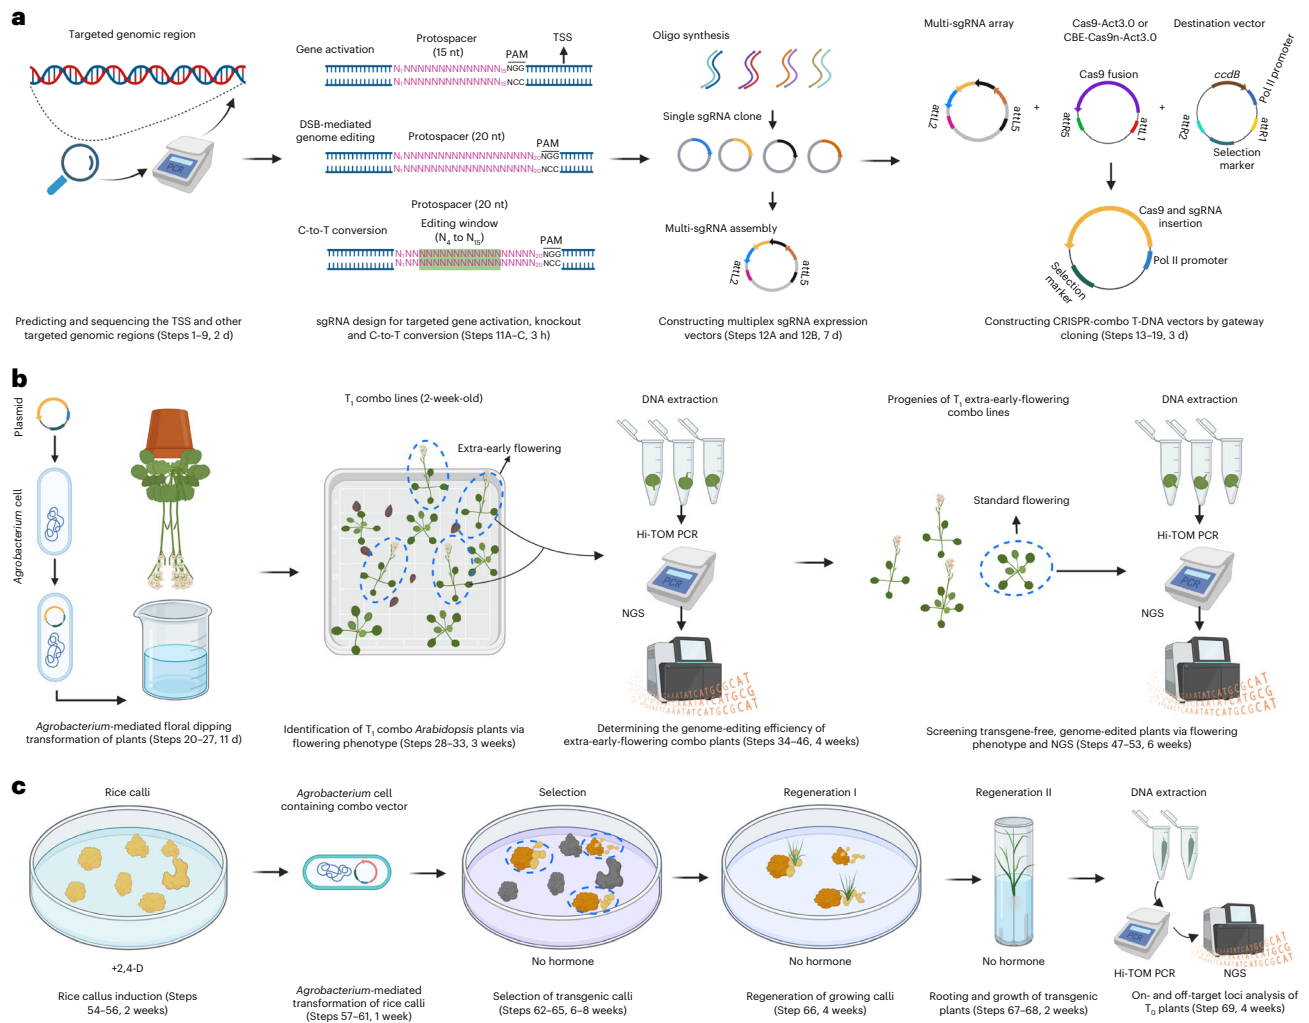 a
Targeted genomic region
PCR
Predicting and sequencing the TSS and other
targeted genomic regions (Steps 1–9, 2 d)
Gene activation
Protospacer
(15 nt)
PAM
TSS
N1NNNNNNNNNNNNNN15NGG
N1NNNNNNNNNNNNNN15NCC
DSB-mediated
genome editing
Protospacer (20 nt)
PAM
N1NNNNNNNNNNNNNNNNNNN20NGG
N1NNNNNNNNNNNNNNNNNNN20NCC
Protospacer (20 nt)
C-to-T conversion
Editing window
(N4 to N15)
PAM
N1NNNNNNNNNNNNNNNNNNN20NGG
N1NNNNNNNNNNNNNNNNNNN20NCC
sgRNA design for targeted gene activation, knockout
and C-to-T conversion (Steps 11A–C, 3 h)
Oligo synthesis
Single sgRNA clone
Multi-sgRNA assembly
attL2
attL5
Constructing multiplex sgRNA expression
vectors (Steps 12A and 12B, 7 d)
Multi-sgRNA array
attL2
attL5
+
Cas9-Act3.0 or
CBE-Cas9n-Act3.0
Cas9 fusion
attR5
attL1
+
Destination vector
ccdB
Pol II promoter
attR2
attR1
Selection
marker
Cas9 and sgRNA
insertion
Pol II promoter
Selection
marker
Constructing CRISPR-combo T-DNA vectors by gateway
cloning (Steps 13–19, 3 d)
b
Plasmid
Agrobacterium cell
Agrobacterium-mediated floral dipping
transformation of plants (Steps 20–27, 11 d)
T1 combo lines (2-week-old)
Extra-early flowering
Identification of T1 combo Arabidopsis plants via
flowering phenotype (Steps 28–33, 3 weeks)
DNA extraction
Hi-TOM PCR
PCR
NGS
AAATATCATGCGCAT
CATATCATGCG
AAATATCATGCGCAT
Determining the genome-editing efficiency of
extra-early-flowering combo plants (Steps 34–46, 4 weeks)
Progenies of T1 extra-early-flowering
combo lines
Standard flowering
DNA extraction
Hi-TOM PCR
PCR
NGS
AAATATCATGCGCAT
CATATCATGCG
AAATATCATGCGCAT
Screening transgene-free, genome-edited plants via flowering
phenotype and NGS (Steps 47–53, 6 weeks)
c
Rice calli
+2,4-D
Rice callus induction (Steps
54–56, 2 weeks)
Agrobacterium cell
containing combo vector
Agrobacterium-mediated
transformation of rice calli
(Steps 57–61, 1 week)
Selection
No hormone
Selection of transgenic calli
(Steps 62–65, 6–8 weeks)
Regeneration I
No hormone
Regeneration of growing calli
(Step 66, 4 weeks)
Regeneration II
No hormone
Rooting and growth of transgenic
plants (Steps 67–68, 2 weeks)
DNA extraction
PCR
Hi-TOM PCR
NGS
On- and off-target loci analysis of
T0 plants (Step 69, 4 weeks)